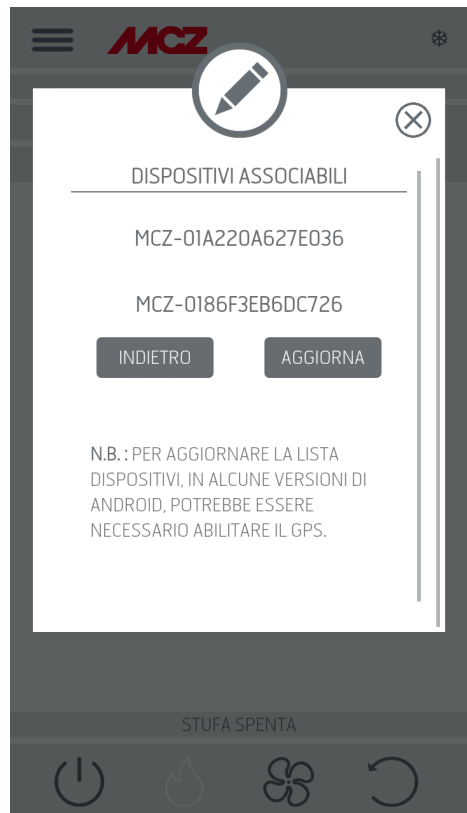 MCZ
DISPOSITIVI ASSOCIABILI
MCZ-01A220A627E036
MCZ-0186F3EB6DC726
INDIETRO AGGIORNA
N.B. : PER AGGIORNARE LA LISTA
DISPOSITIVI, IN ALCUNE VERSIONI DI
ANDROID, POTREBBE ESSERE
NECESSARIO ABILITARE IL GPS.
STUFA SPENTA